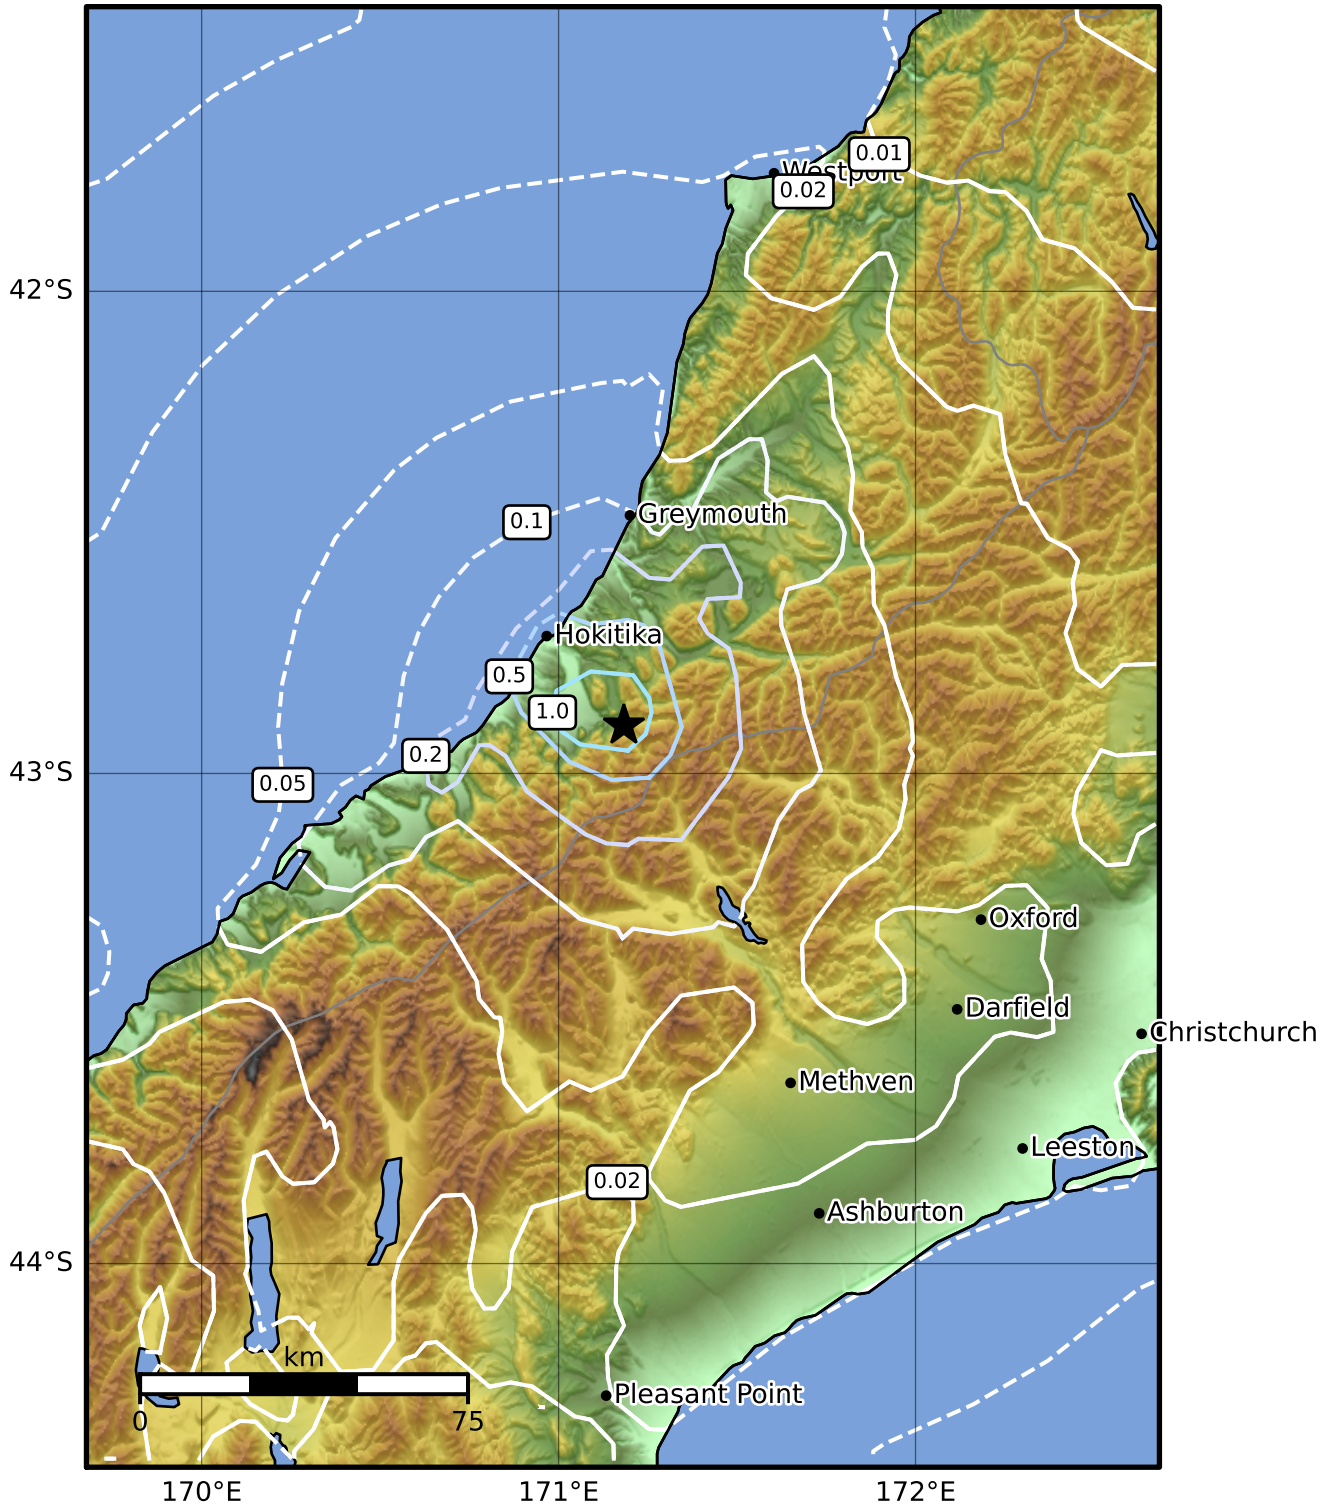 0.01
Westport
0.02
42°S
0.1
Greymouth
Hokitika
0.5
1.0
0.2
43°S
0.05
Oxford
Darfield
Christchurch
Methven
Leeston
0.02
Ashburton
44°S
km
Pleasant Point
0
75
170°E
171°E
172°E